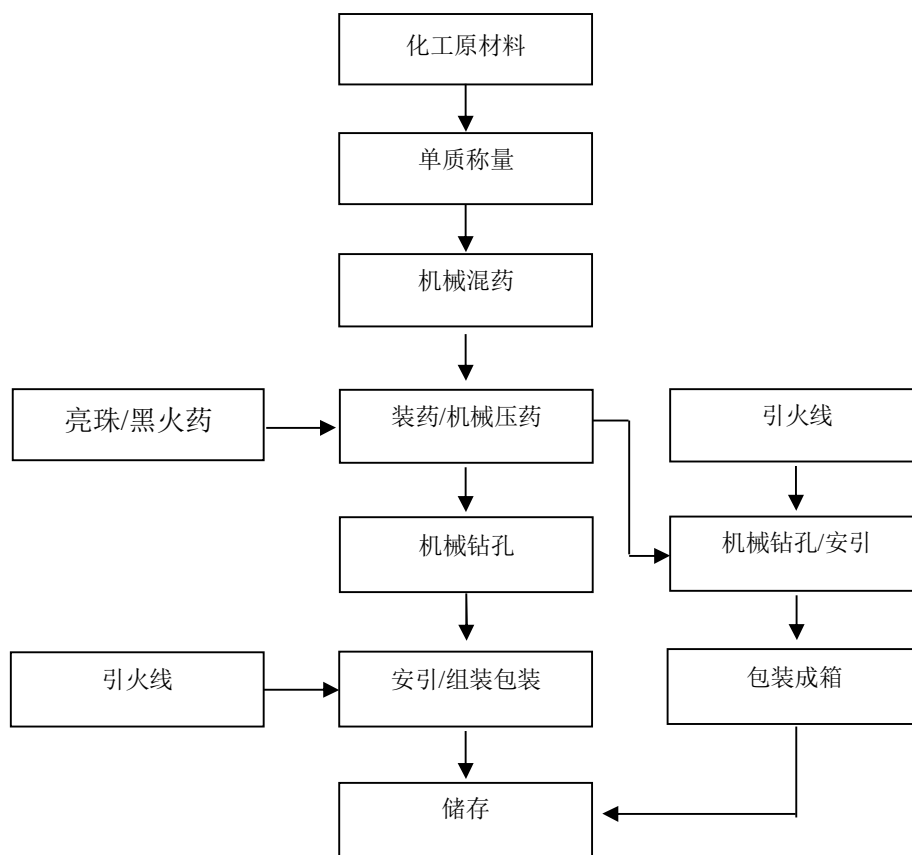 化工原材料
单质称量
机械混药
亮珠/黑火药
装药/机械压药
引火线
机械钻孔
机械钻孔/安引
引火线
安引/组装包装
包装成箱
储存